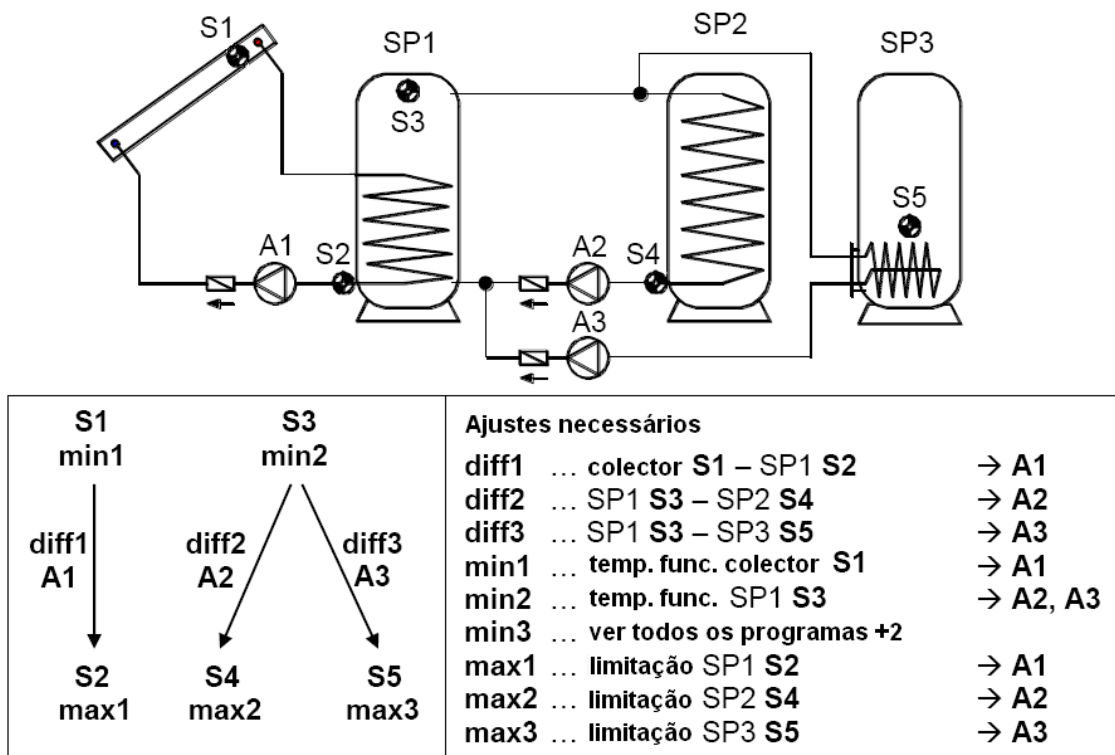 S1
SP1
SP2
SP3
S3
S5
A1
S2
A2
S4
A3
S1
min1
S3
min2
diff1
A1
diff2
A2
diff3
A3
S2
max1
S4
max2
S5
max3
Ajustes necessários
diff1 ... colector S1 – SP1 S2 → A1
diff2 ... SP1 S3 – SP2 S4 → A2
diff3 ... SP1 S3 – SP3 S5 → A3
min1 ... temp. func. colector S1 → A1
min2 ... temp. func. SP1 S3 → A2, A3
min3 ... ver todos os programas +2
max1 ... limitação SP1 S2 → A1
max2 ... limitação SP2 S4 → A2
max3 ... limitação SP3 S5 → A3